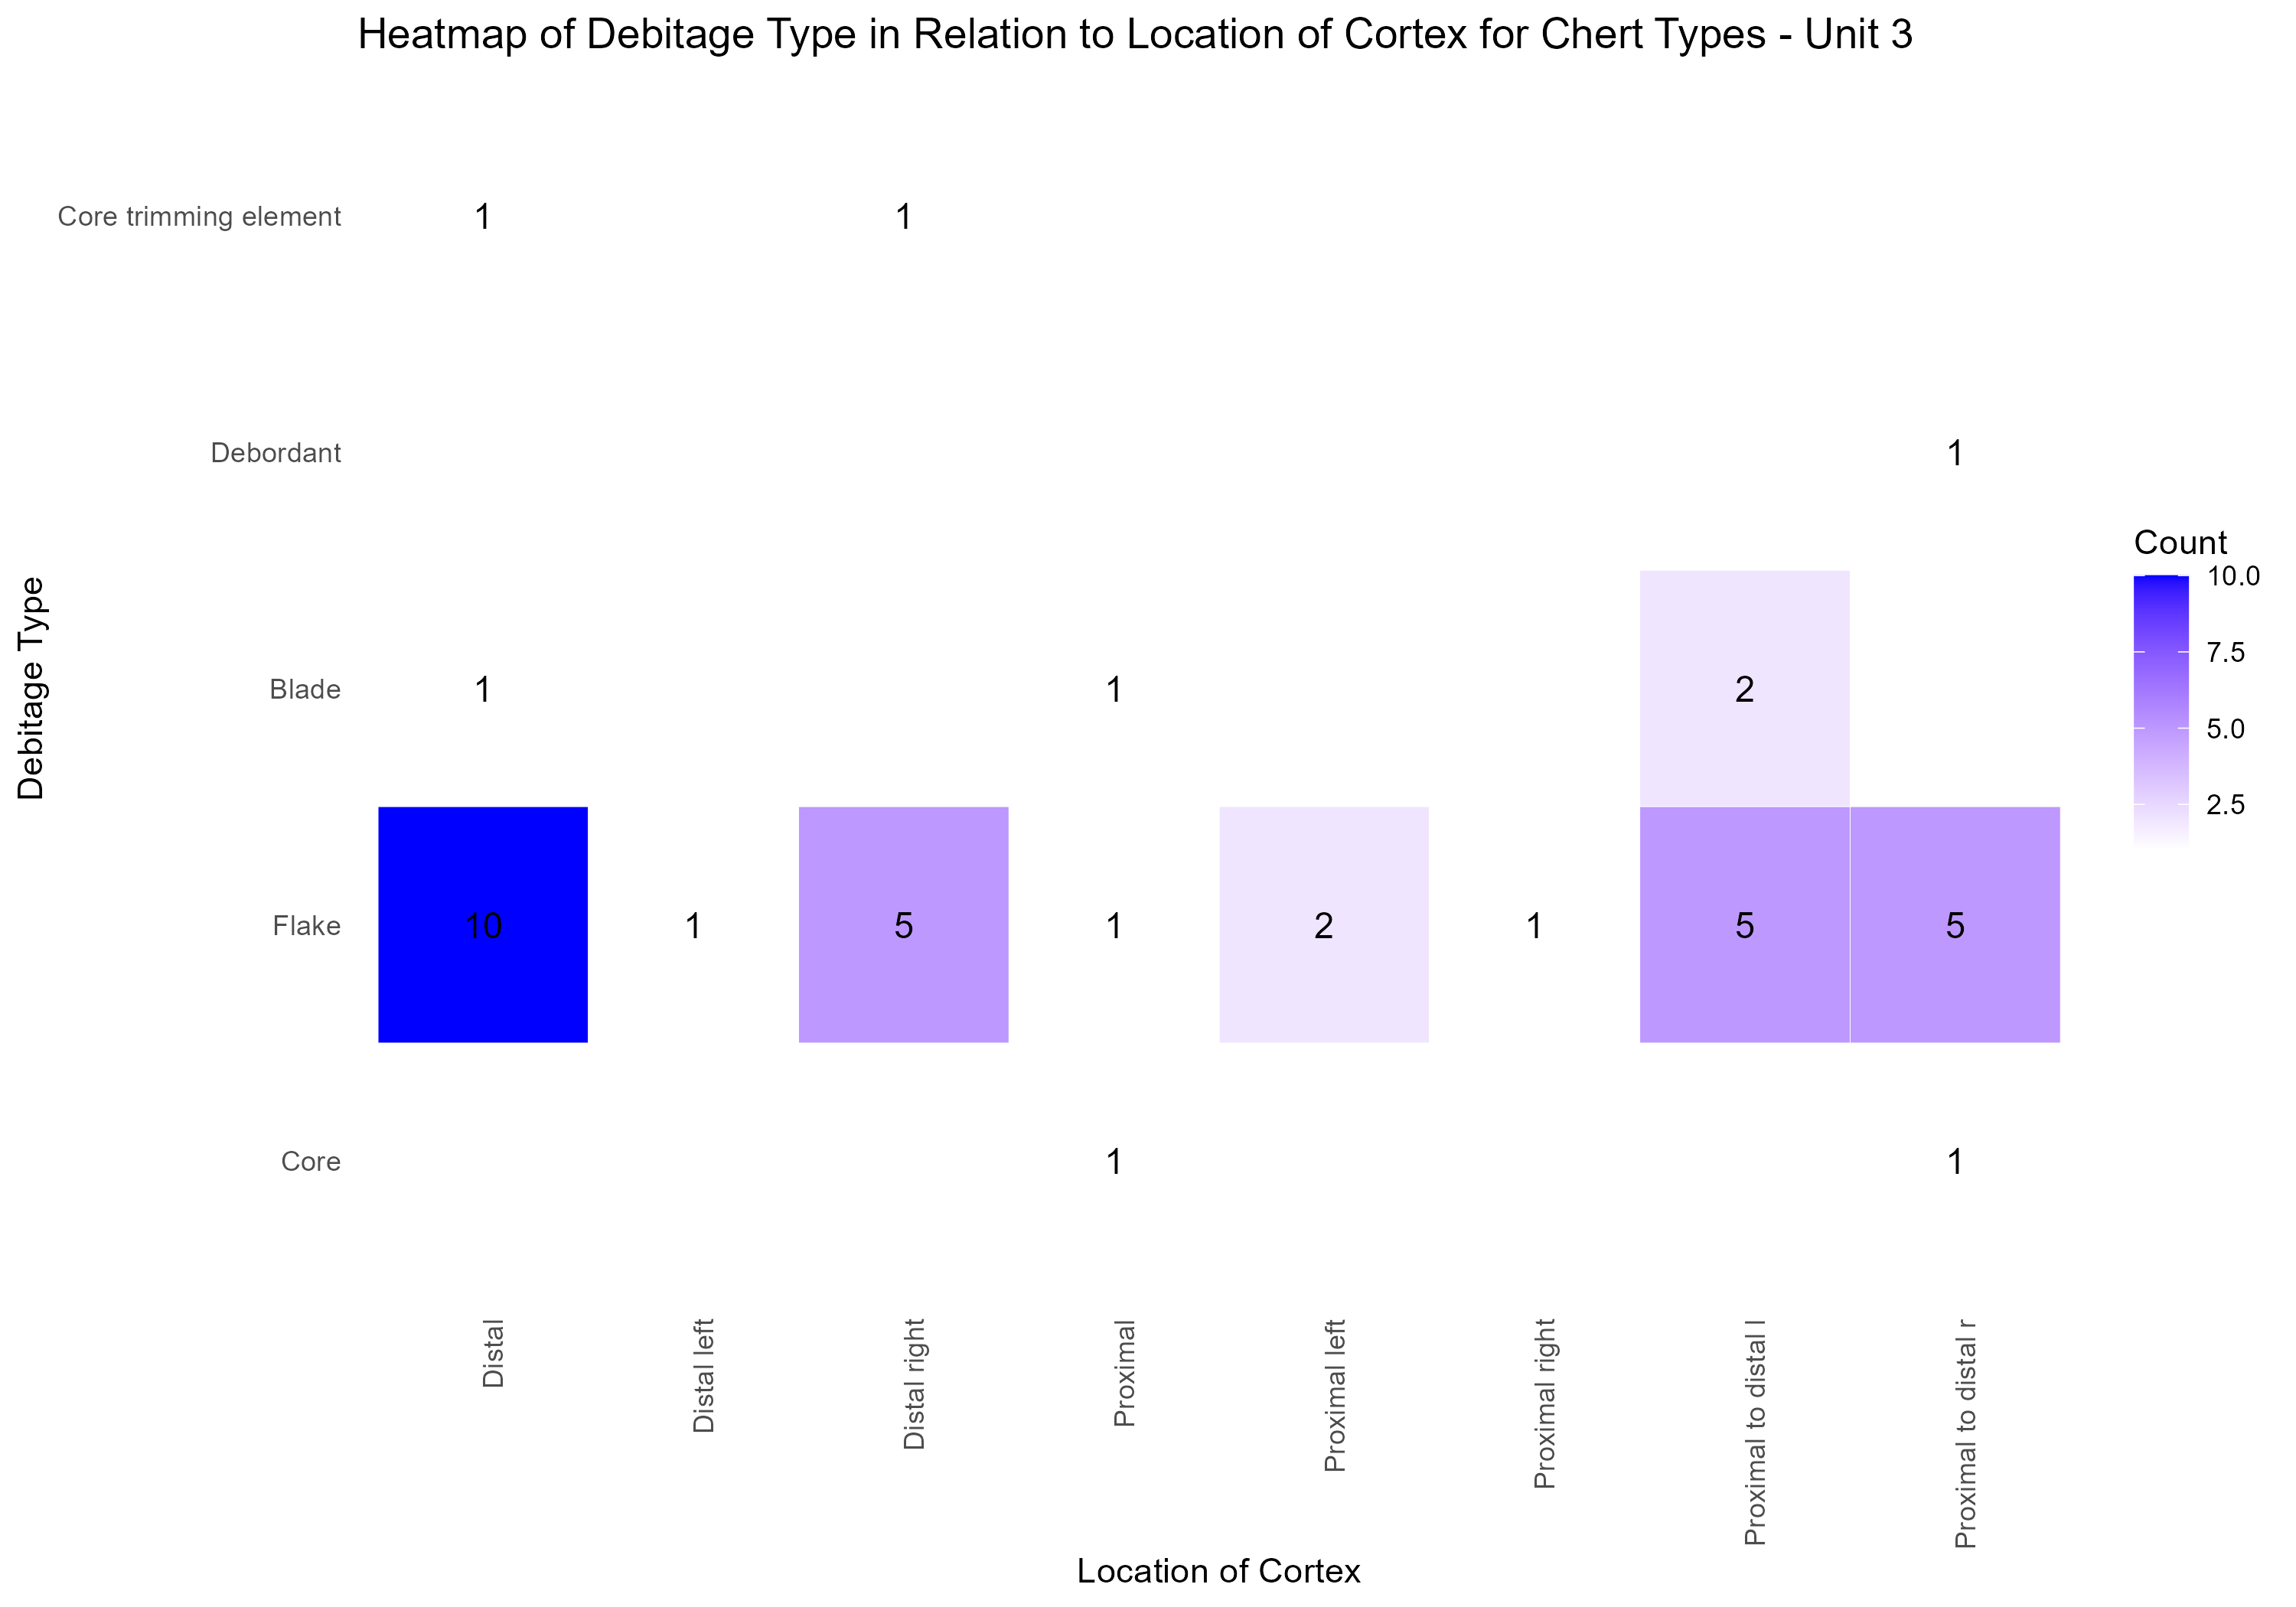 Heatmap of Debitage Type in Relation to Location of Cortex for Chert Types - Unit 3
Debitage Type
Core trimming element
1
1
Debordant
1
Blade
1
1
2
Flake
10
1
5
1
2
1
5
5
Core
1
1
Distal
Distal left
Distal right
Proximal
Proximal left
Proximal right
Proximal to distal l
Proximal to distal r
Location of Cortex
Count
10.0
7.5
5.0
2.5